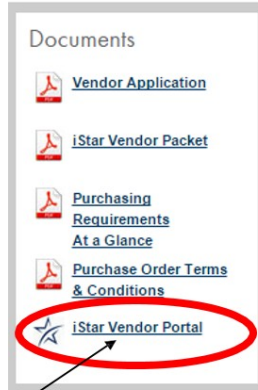 Documents
Vendor Application
iStar Vendor Packet
Purchasing
Requirements
At a Glance
Purchase Order Terms
& Conditions
iStar Vendor Portal